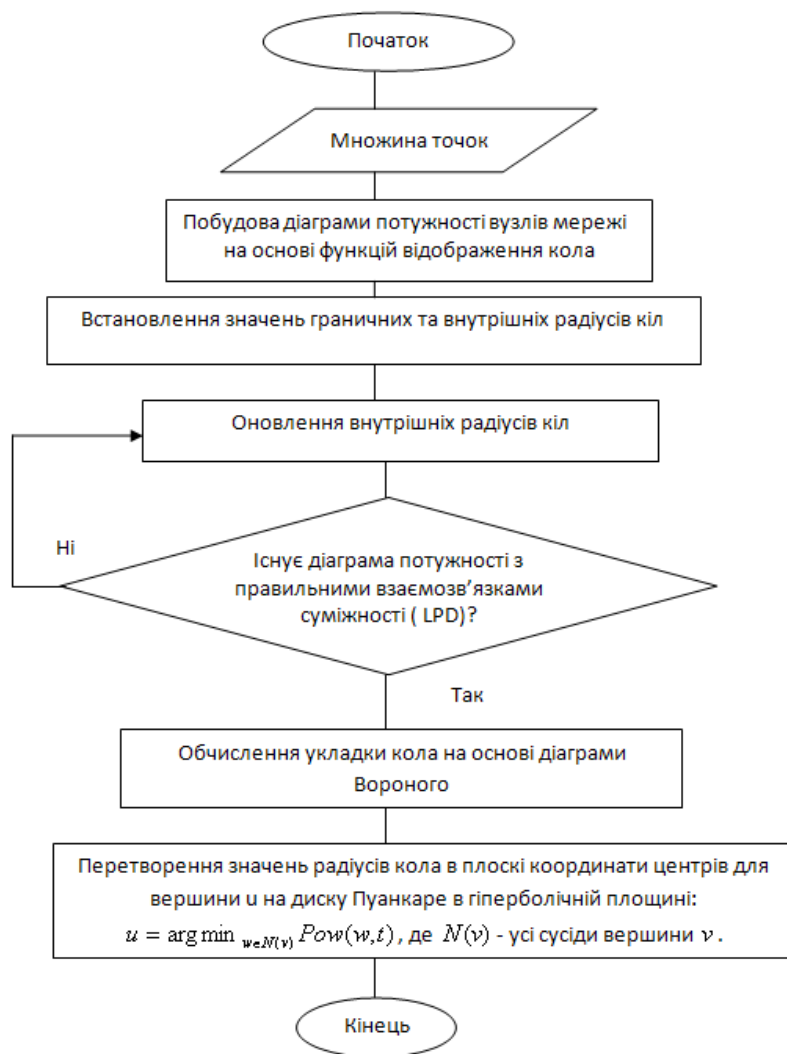 Початок
Множина точок
Побудова діаграми потужності вузлів мережі
на основі функцій відображення кола
Встановлення значень граничних та внутрішніх радіусів кіл
Оновлення внутрішніх радіусів кіл
Ні
Існує діаграма потужності з
правильними взаємозв’язками
суміжності ( LPD)?
Так
Обчислення укладки кола на основі діаграми
Вороного
Перетворення значень радіусів кола в плоскі координати центрів для
вершини u на диску Пуанкаре в гіперболічній площині:
u = arg min w∈N(v) Pow(w,t), де N(v) - усі сусіди вершини v.
Кінець